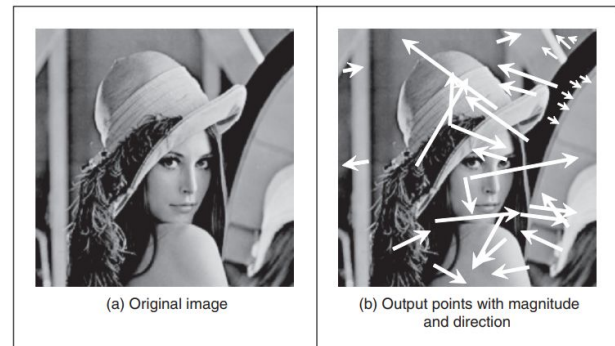 (a) Original image
(b) Output points with magnitude
and direction